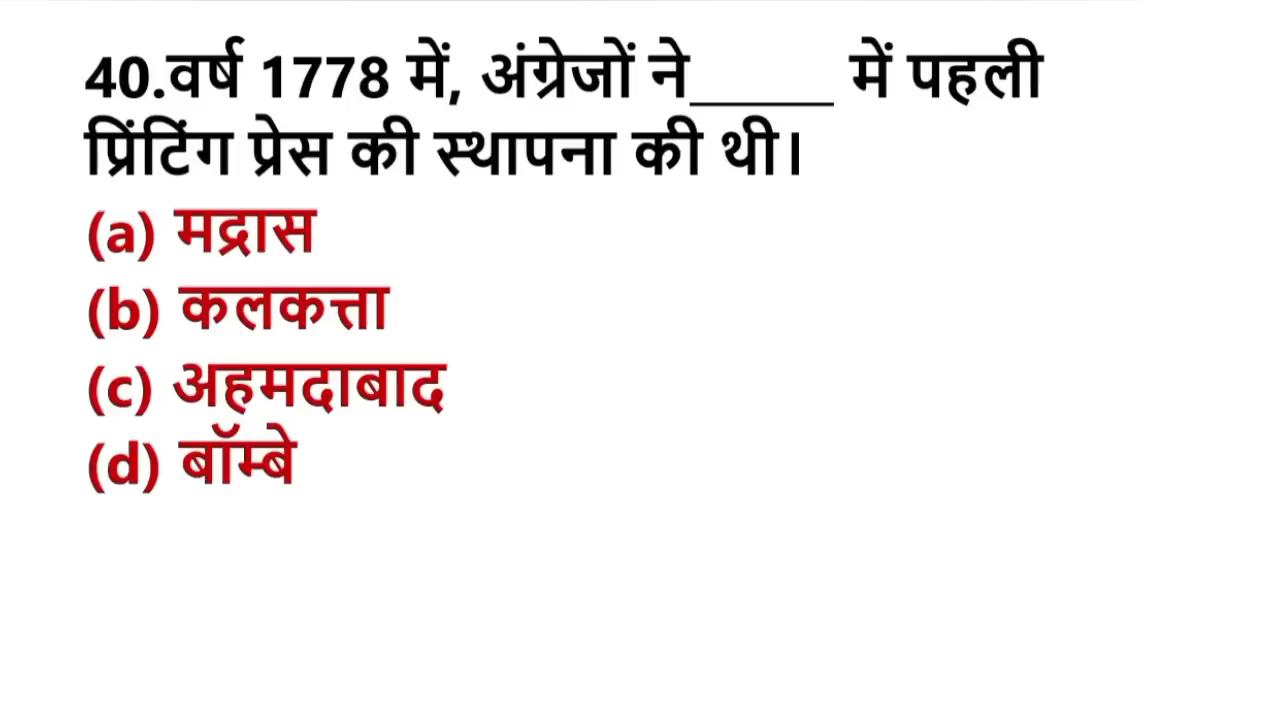 40.वर्ष 1778 में, अंग्रेजों ने______ में पहली
प्रिंटिंग प्रेस की स्थापना की थी।
(a) मद्रास
(b) कलकत्ता
(c) अहमदाबाद
(d) बॉम्बे